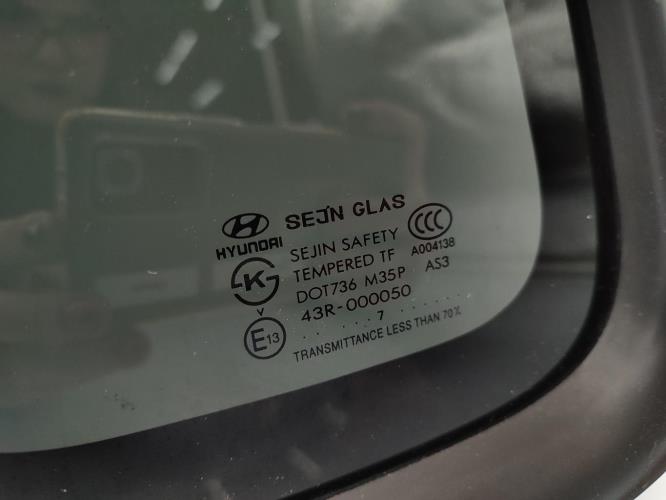 SEJIN GLAS
HYUNDAI
SEJIN SAFETY
CCC
TEMPERED TF
A004138
K
DOT736 M35P
AS3
V
43R-000050
E13
. . . . . 7 . . . . .
TRANSMITTANCE LESS THAN 70%